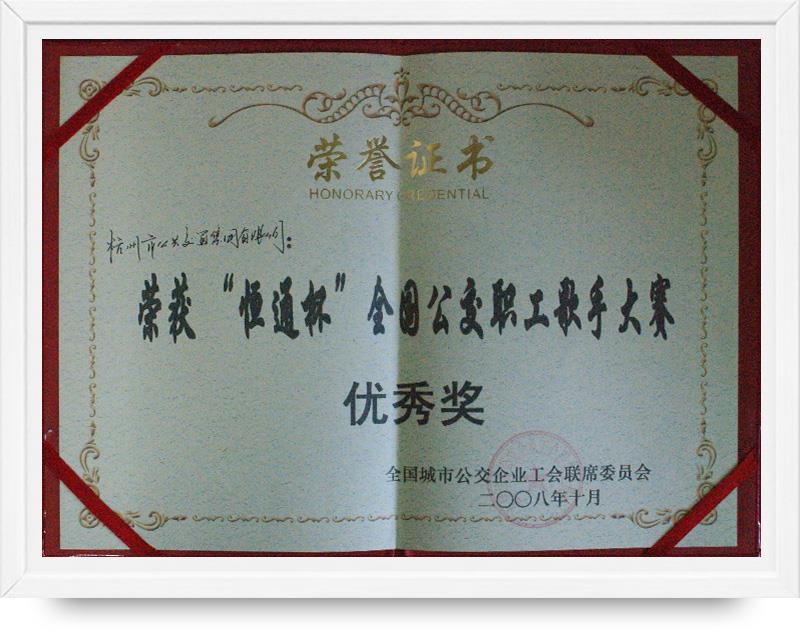 荣誉证书
HONORARY CREDENTIAL
杭州市公共交通集团有限公司：
荣获“恒通杯”全国公交职工歌手大赛
优秀奖
全国城市公交企业工会联席委员会
二〇〇八年十月